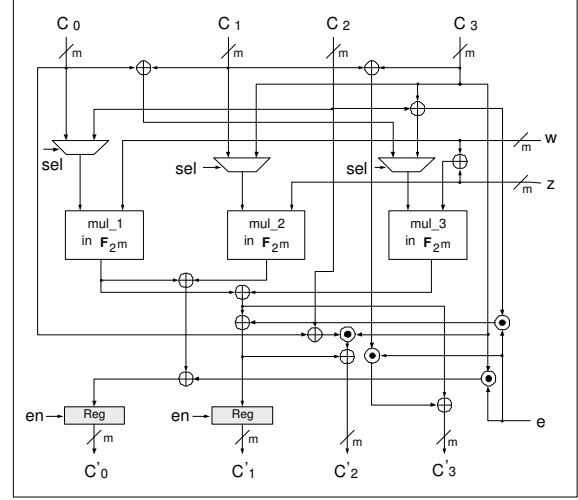 C 0 C 1 C 2 C 3
m m m m
w
m
sel sel sel
z
m
mul_1 mul_2 mul_3
in F2m in F2m in F2m
en Reg en Reg e
m m m m
C'0 C'1 C'2 C'3